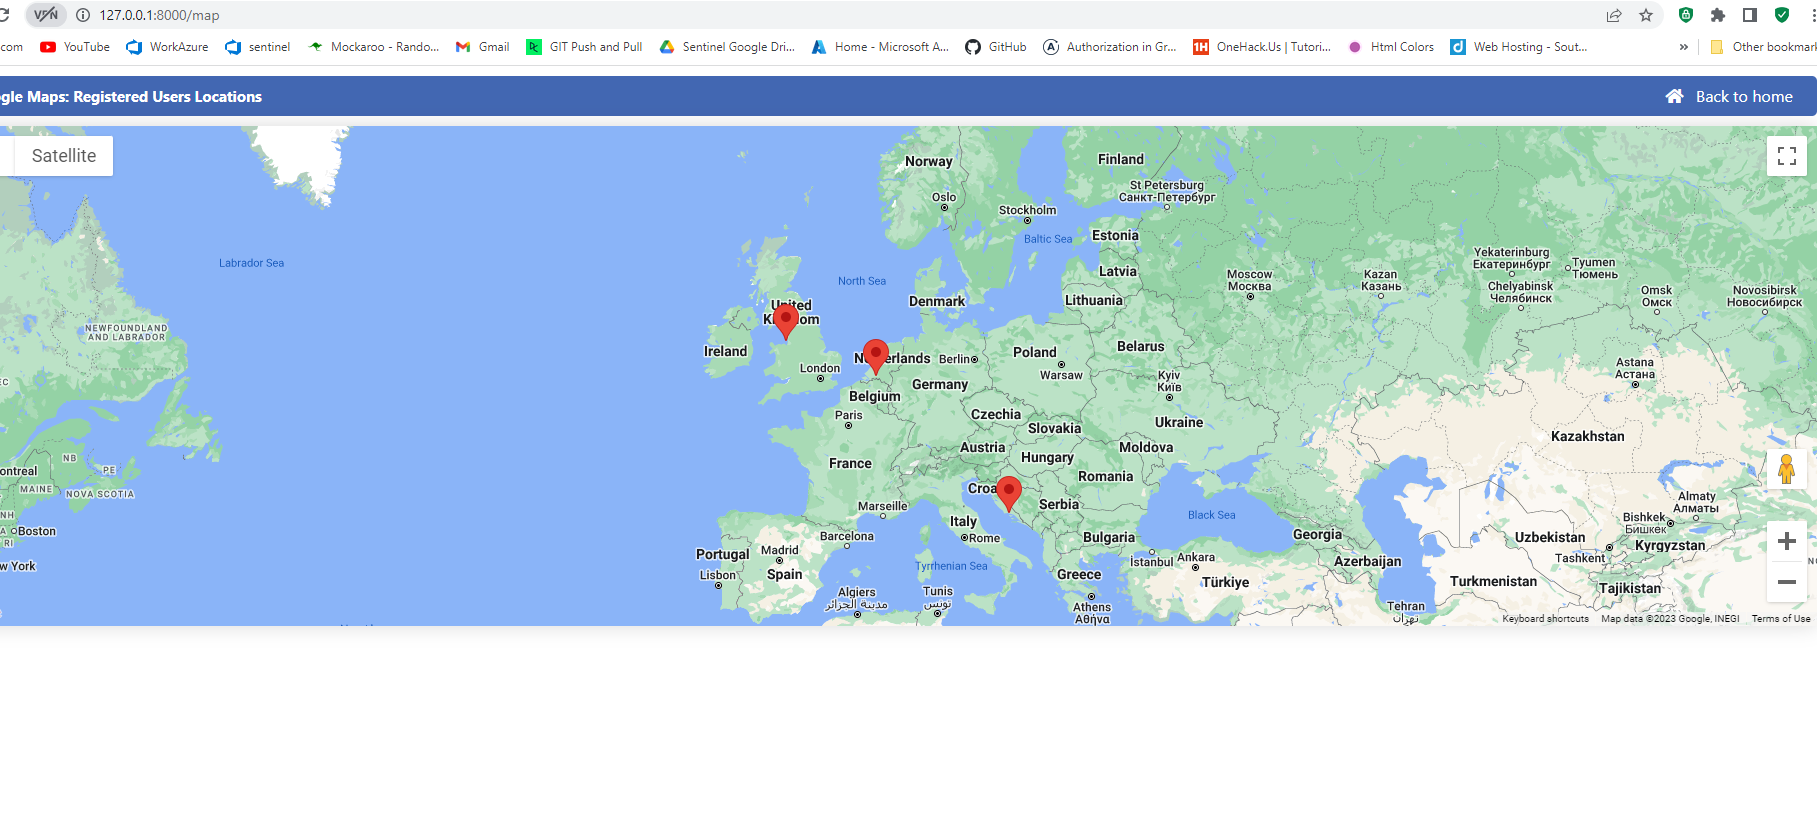 VPN 127.0.0.1:8000/map
com YouTube WorkAzure sentinel Mockaroo - Rando... Gmail GIT Push and Pull Sentinel Google Dri... Home - Microsoft A... GitHub Authorization in Gr... OneHack.Us | Tutori... Html Colors Web Hosting - Sout... » Other bookmark
gle Maps: Registered Users Locations
Back to home
Satellite
Norway
Finland
St Petersburg
Санкт-Петербург
Oslo
Stockholm
Baltic Sea
Estonia
Labrador Sea
North Sea
Latvia
Moscow
Москва
Kazan
Казань
Yekaterinburg
Екатеринбург
Tyumen
Тюмень
Chelyabinsk
Челябинск
Omsk
Омск
Novosibirsk
Новосибирск
Denmark
Lithuania
United
Kingdom
NEWFOUNDLAND
AND LABRADOR
Ireland
Netherlands
Berlin
Poland
Belarus
London
Warsaw
Kyiv
Київ
Astana
Астана
Germany
Belgium
Paris
Czechia
Slovakia
Ukraine
Kazakhstan
Austria
Hungary
Moldova
France
Romania
NB
PE
ontreal
MAINE
NOVA SCOTIA
Croa
Serbia
Marseille
Almaty
Алматы
NH
Boston
RI
Italy
Rome
Black Sea
Bishkek
Бишкек
Barcelona
Bulgaria
Georgia
Uzbekistan
Kyrgyzstan
Portugal
Madrid
Istanbul
Ankara
Azerbaijan
Tashkent
w York
Lisbon
Spain
Tyrrhenian Sea
Greece
Türkiye
Turkmenistan
Tajikistan
Algiers
مدينة الجزائر
Tunis
تونس
Athens
Αθήνα
Tehran
تهران
Keyboard shortcuts Map data ©2023 Google, INEGI Terms of Use